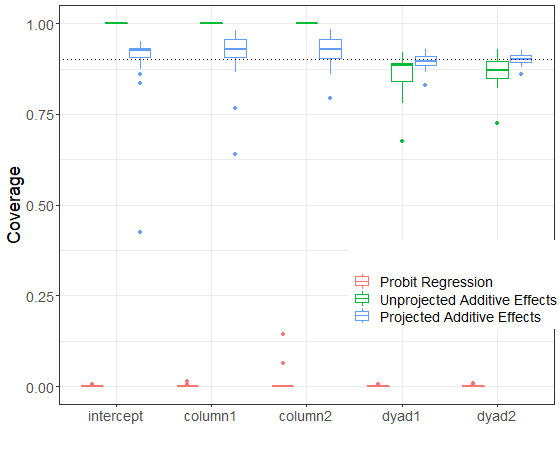 1.00
0.75
0.50
0.25
0.00
Coverage
Probit Regression
Unprojected Additive Effects
Projected Additive Effects
intercept column1 column2 dyad1 dyad2